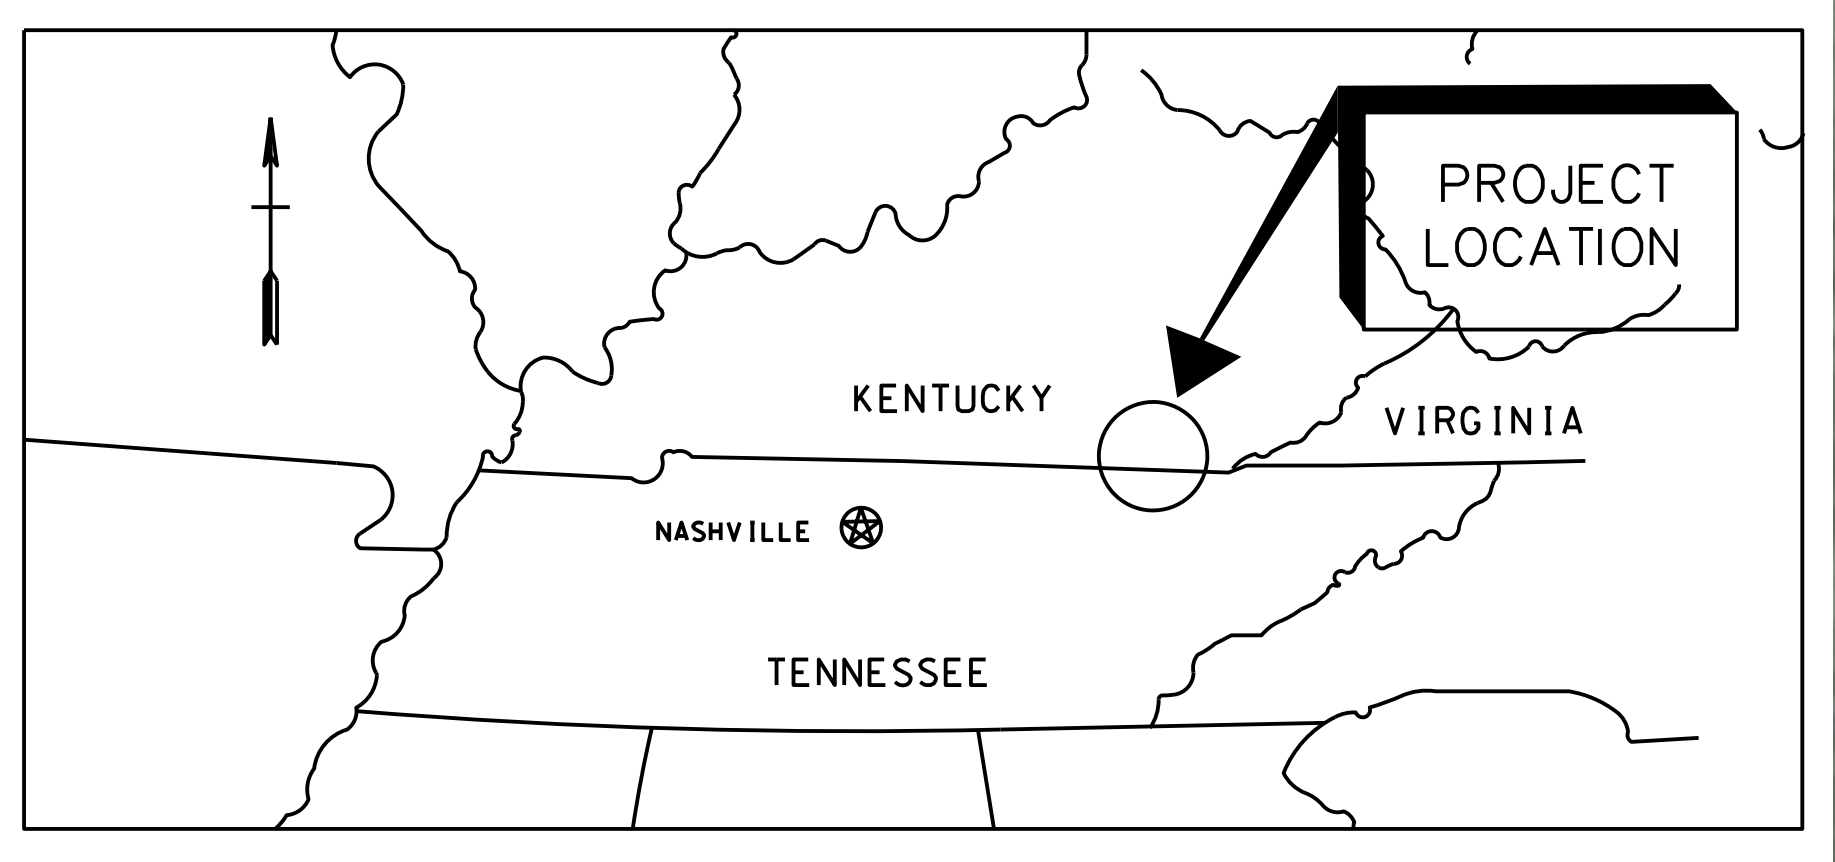 PROJECT
LOCATION
KENTUCKY
VIRGINIA
NASHVILLE
TENNESSEE